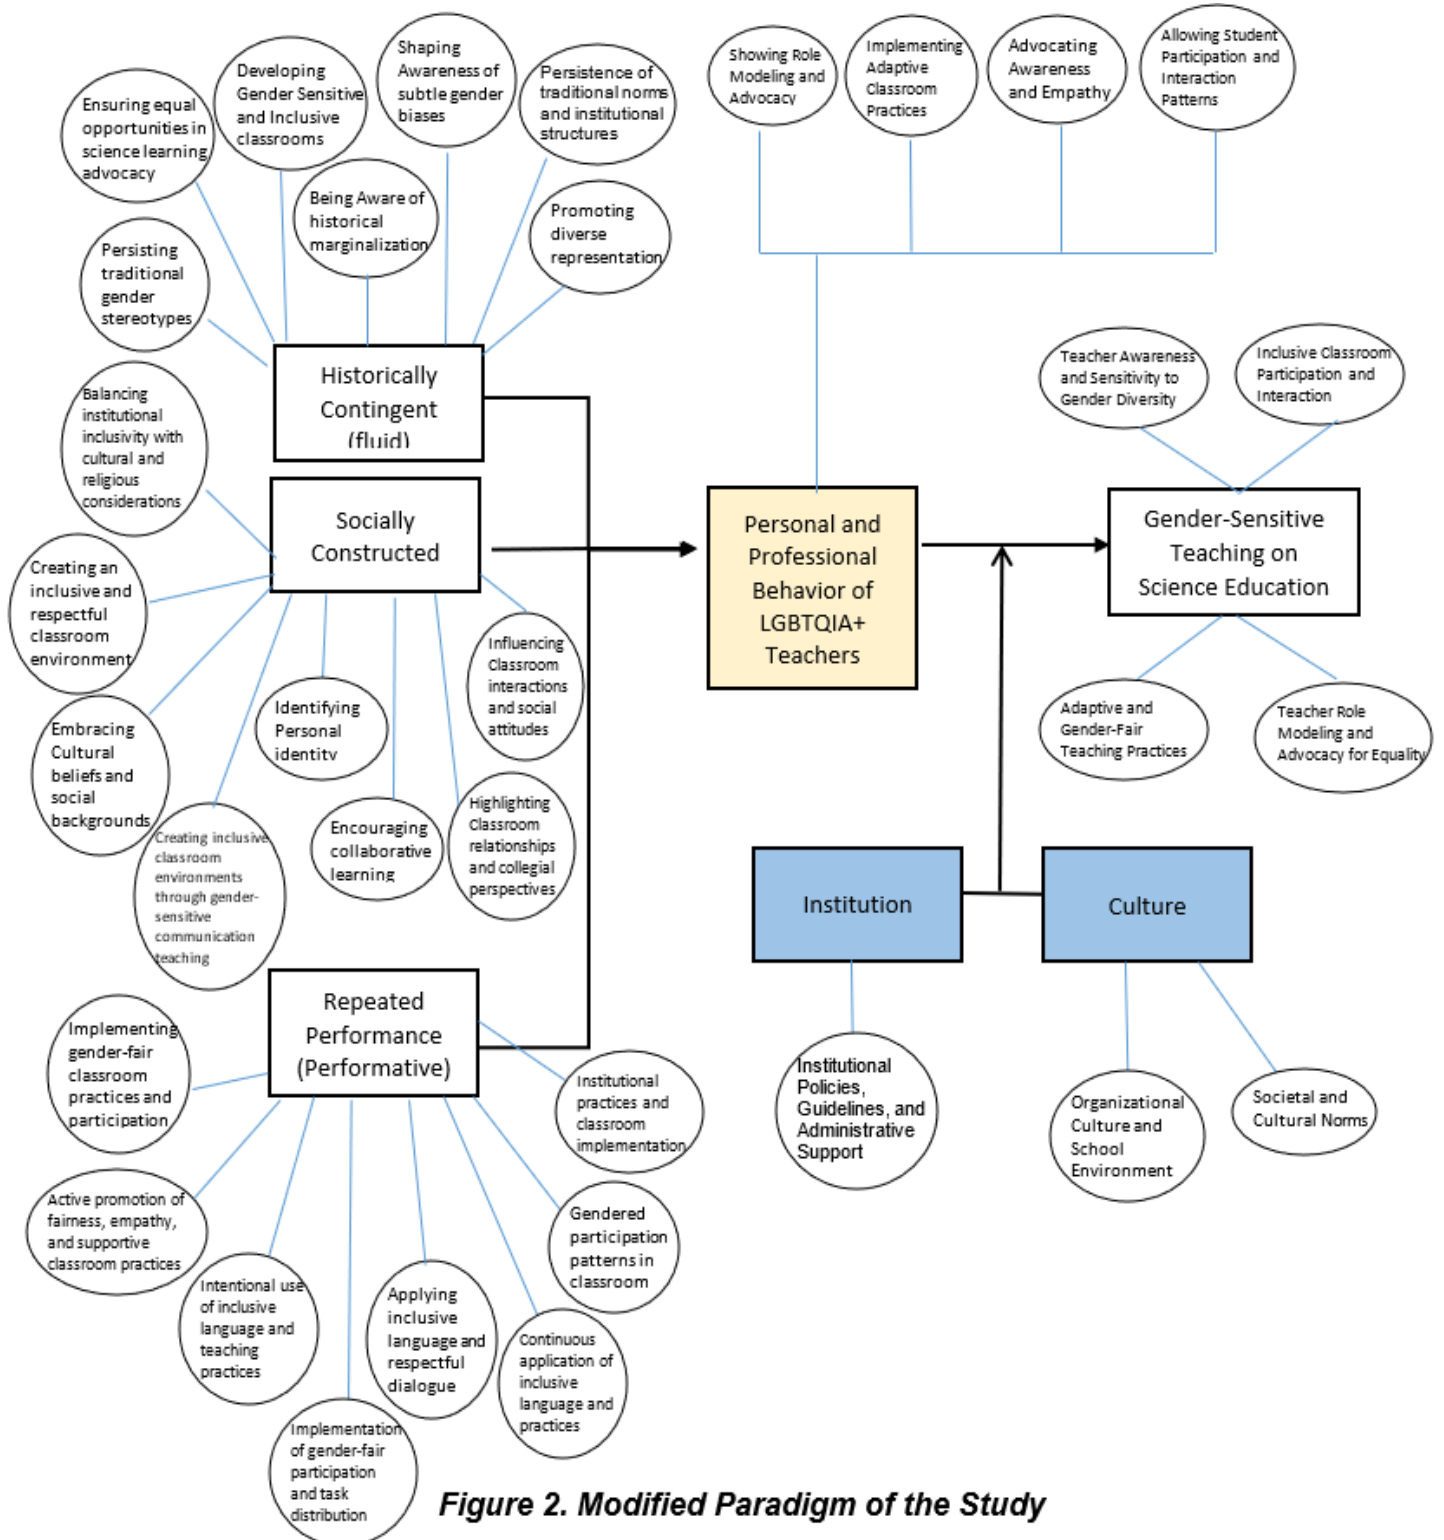 Ensuring equal
opportunities in
science learning
advocacy
Developing
Gender Sensitive
and Inclusive
classrooms
Shaping
Awareness of
subtle gender
biases
Persistence of
traditional norms
and institutional
structures
Being Aware of
historical
marginalization
Promoting
diverse
representation
Persisting
traditional
gender
stereotypes
Historically
Contingent
(fluid)
Showing Role
Modeling and
Advocacy
Implementing
Adaptive
Classroom
Practices
Advocating
Awareness
and Empathy
Allowing Student
Participation and
Interaction
Patterns
Balancing
institutional
inclusivity with
cultural and
religious
considerations
Socially
Constructed
Creating an
inclusive and
respectful
classroom
environment
Embracing
Cultural
beliefs and
social
backgrounds
Creating inclusive
classroom
environments
through gender-
sensitive
communication
teaching
Identifying
Personal
identity
Encouraging
collaborative
learning
Highlighting
Classroom
relationships
and collegial
perspectives
Influencing
Classroom
interactions
and social
attitudes
Personal and
Professional
Behavior of
LGBTQIA+
Teachers
Teacher Awareness
and Sensitivity to
Gender Diversity
Inclusive Classroom
Participation and
Interaction
Gender-Sensitive
Teaching on
Science Education
Adaptive and
Gender-Fair
Teaching Practices
Teacher Role
Modeling and
Advocacy for Equality
Institution
Culture
Institutional
Policies,
Guidelines, and
Administrative
Support
Organizational
Culture and
School
Environment
Societal and
Cultural Norms
Repeated
Performance
(Performative)
Implementing
gender-fair
classroom
practices and
participation
Active promotion of
fairness, empathy,
and supportive
classroom practices
Intentional use
of inclusive
language and
teaching
practices
Implementation
of gender-fair
participation
and task
distribution
Applying
inclusive
language and
respectful
dialogue
Continuous
application of
inclusive
language and
practices
Gendered
participation
patterns in
classroom
Institutional
practices and
classroom
implementation
Figure 2. Modified Paradigm of the Study